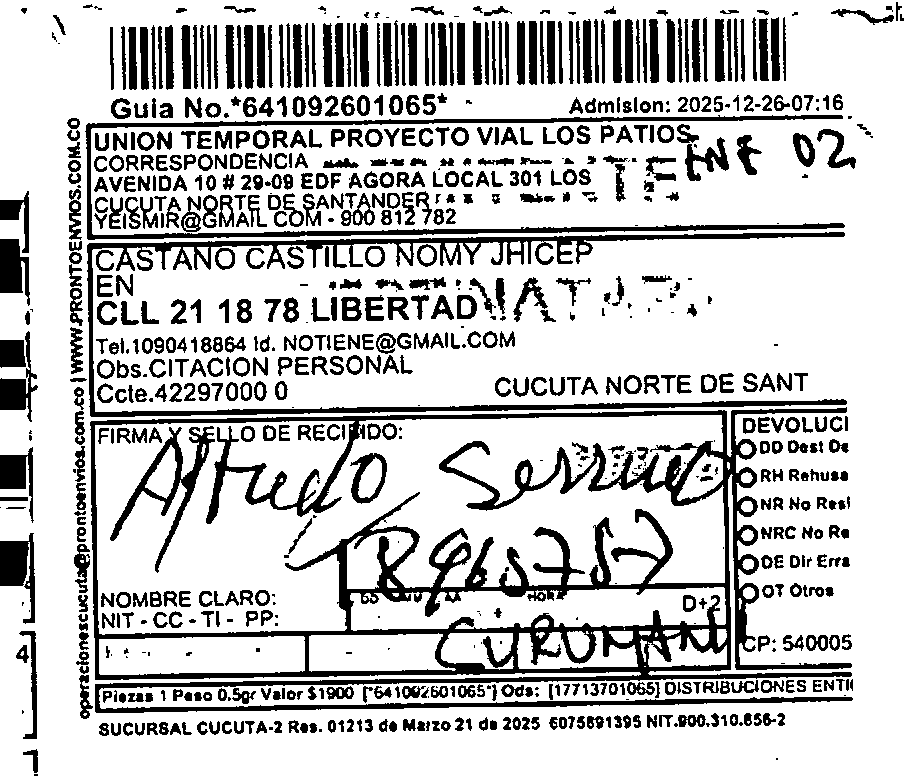 Guia No.*641092601065*
Admision: 2025-12-26-07:16
UNION TEMPORAL PROYECTO VIAL LOS PATIOS
CORRESPONDENCIA
ENE 02
AVENIDA 10 # 29-09 EDF AGORA LOCAL 301 LOS
CUCUTA NORTE DE SANTANDER
YEISMIR@GMAIL COM - 900 812 782
CASTANO CASTILLO NOMY JHICEP
EN
CLL 21 18 78 LIBERTAD
Tel.1090418864 Id. NOTIENE@GMAIL.COM
Obs.CITACION PERSONAL
Ccte.42297000 0
CUCUTA NORTE DE SANT
FIRMA Y SELLO DE RECIBIDO:
Alfredo Serrano
NOMBRE CLARO:
NIT - CC - TI - PP:
HORA
D+2
DEVOLUCI
DD Dest De
RH Rehusa
NR No Resi
NRC No Re
DE Dir Erra
OT Otros
CP: 540005
Piezas 1 Peso 0.5gr Valor $1900 ["641092601065"] Ods: [17713701065] DISTRIBUCIONES ENTI
SUCURSAL CUCUTA-2 Res. 01213 de Marzo 21 de 2025 6075891395 NIT.900.310.856-2
operacionescucuta@prontoenvios.com.co | WWW.PRONTOENVIOS.COM.CO
4